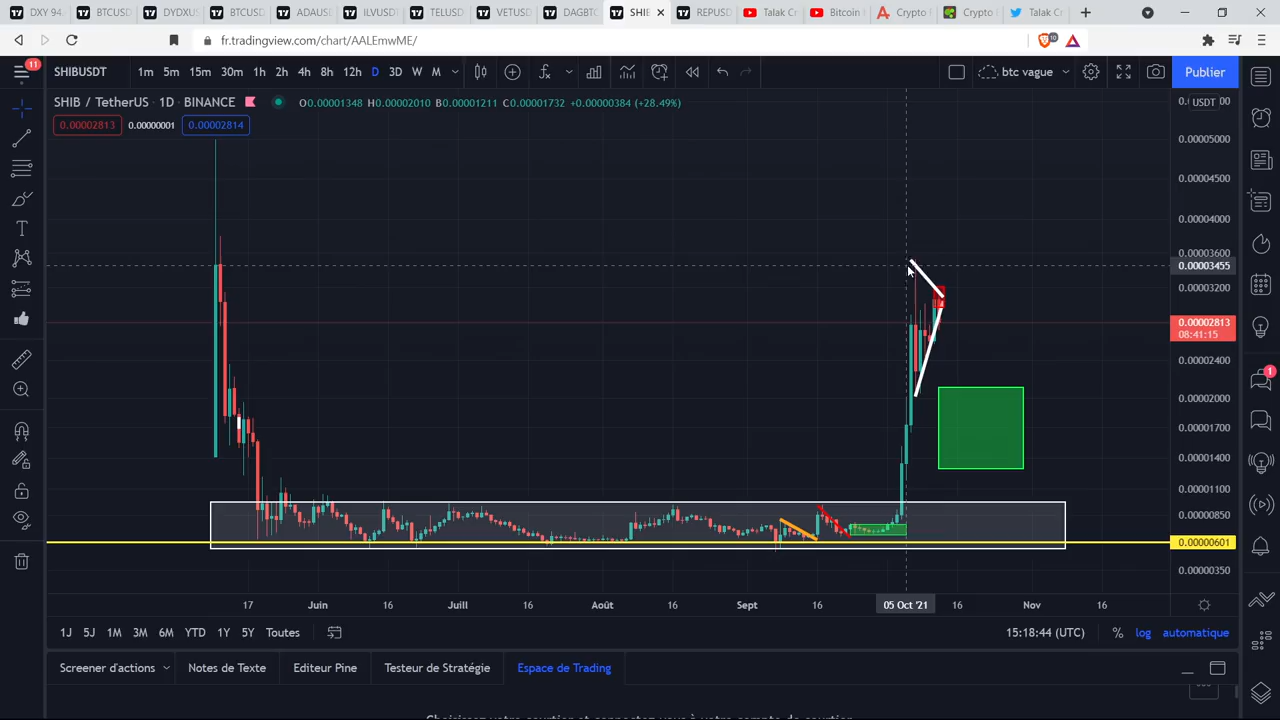 DXY 94.
BTCUSD
DYDXUS
BTCUSD
ADAUSD
ILVUSDT
TELUSD
VETUSD
DAGBTC
SHIB
REPUSD
Talak Cr
Bitcoin
Crypto
Crypto
Talak Cr
fr.tradingview.com/chart/AALEmwME/
10
11
SHIBUSDT
1m 5m 15m 30m 1h 2h 4h 8h 12h D 3D W M
btc vague
Publier
SHIB / TetherUS · 1D · BINANCE
O0.00001348 H0.00002010 B0.00001211 C0.00001732 +0.00000384 (+28.49%)
USDT
0.00002813 0.00000001 0.00002814
0.00005000
0.00004500
0.00004000
0.00003600
0.00003455
0.00003200
0.00002813
08:41:15
0.00002400
0.00002000
0.00001700
0.00001400
0.00001100
0.00000850
0.00000601
0.00000350
1
17 Juin 16 Juill 16 Août 16 Sept 16 05 Oct '21 16 Nov 16
1J 5J 1M 3M 6M YTD 1Y 5Y Toutes
15:18:44 (UTC) % log automatique
Screener d'actions Notes de Texte Editeur Pine Testeur de Stratégie Espace de Trading